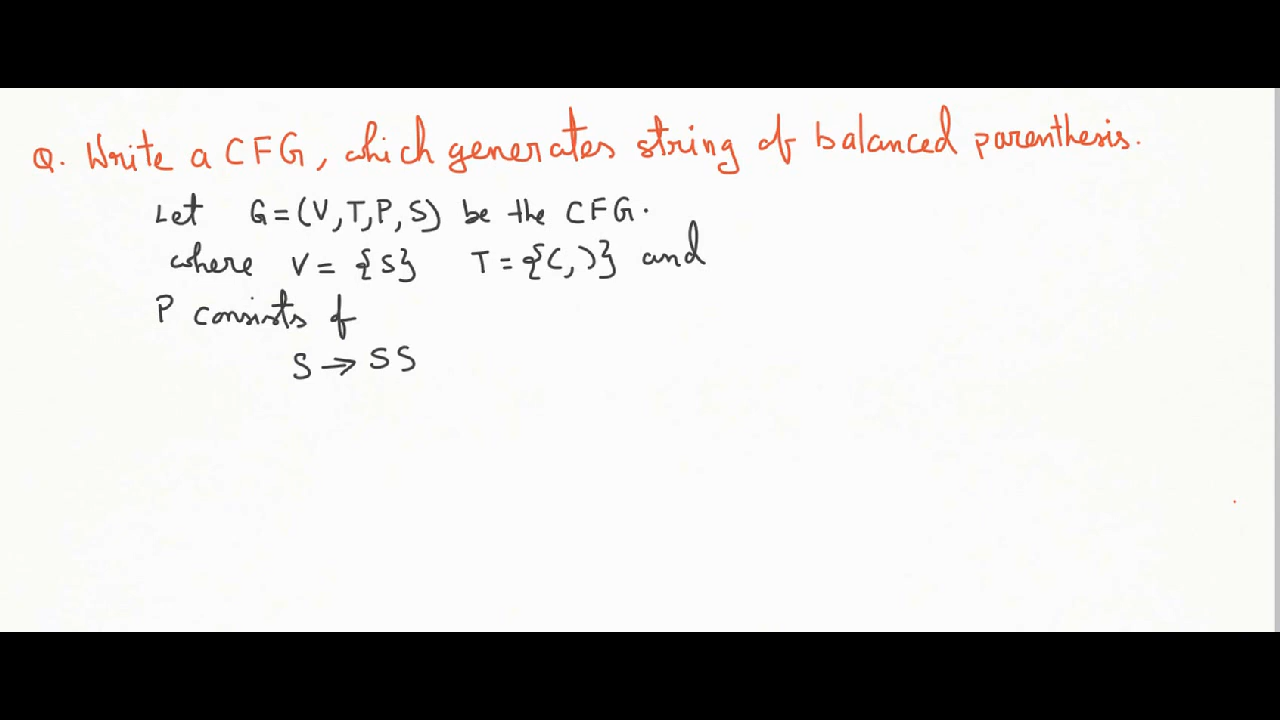 Q. Write a CFG, which generates string of balanced parenthesis.
Let G=(V,T,P,S) be the CFG.
where V = {S} T = {(,)} and
P consists of
S → SS